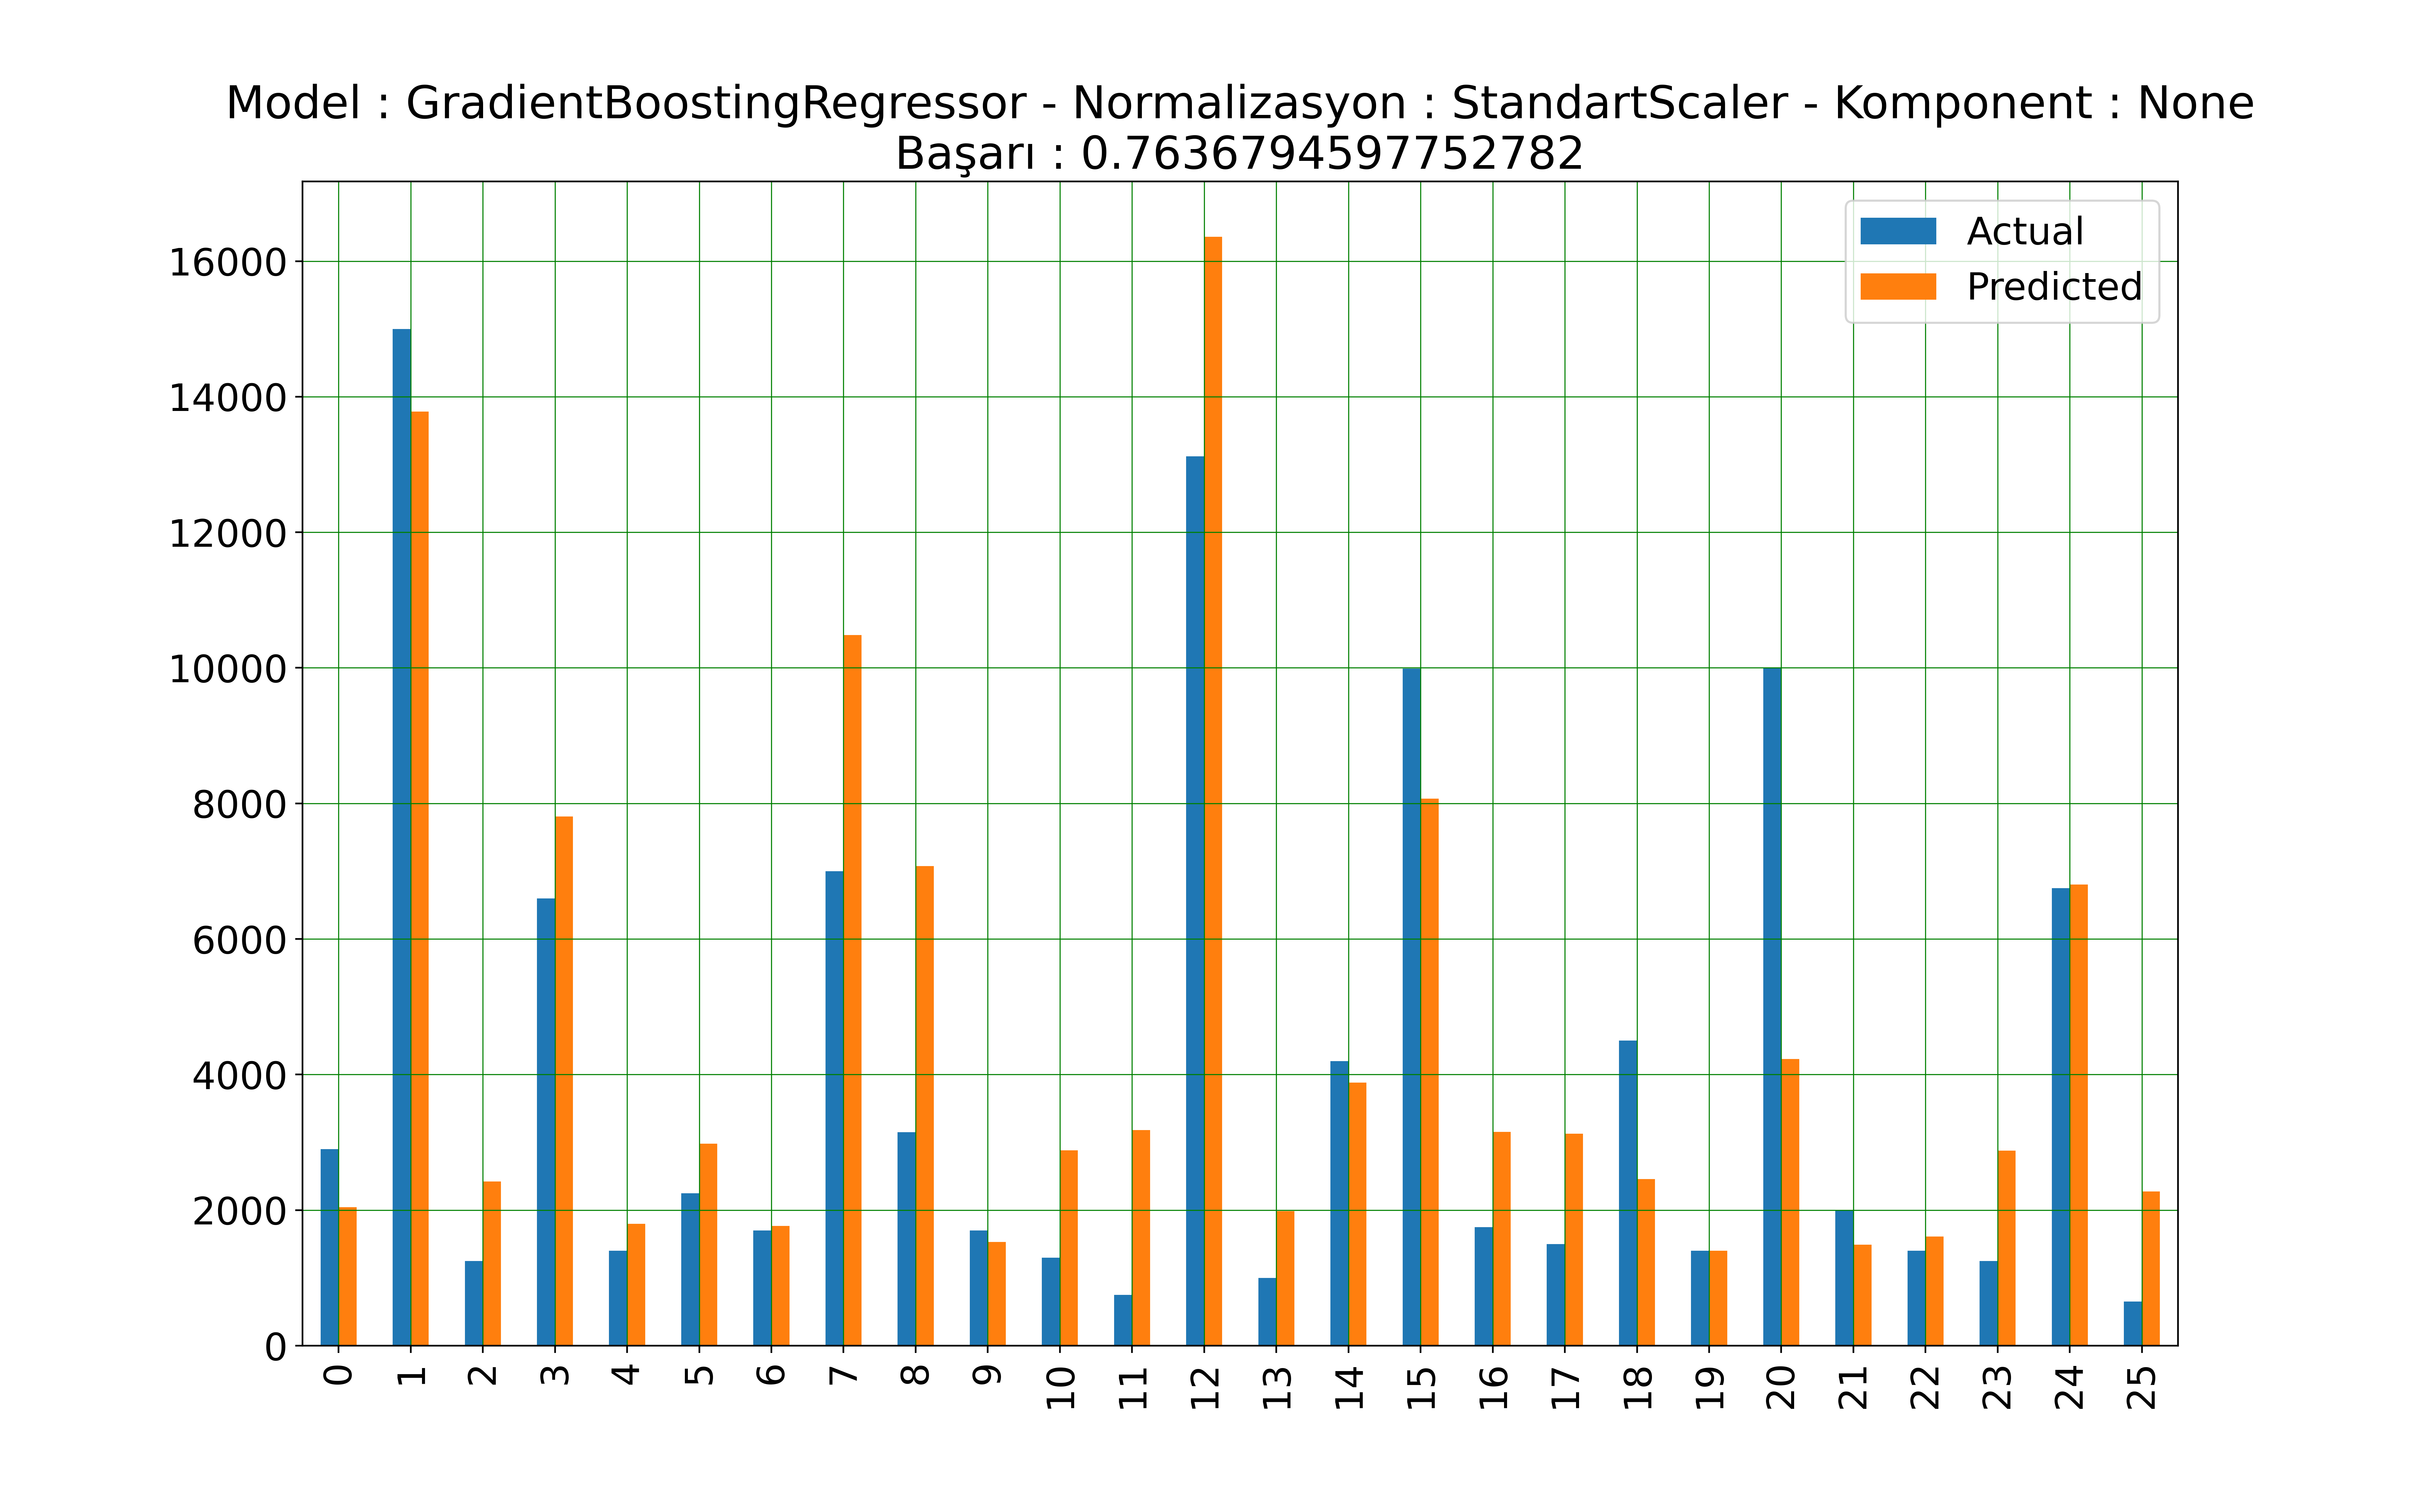 Model : GradientBoostingRegressor - Normalizasyon : StandartScaler - Komponent : None
Başarı : 0.7636794597752782
Actual
Predicted
16000
14000
12000
10000
8000
6000
4000
2000
0
0 1 2 3 4 5 6 7 8 9 10 11 12 13 14 15 16 17 18 19 20 21 22 23 24 25